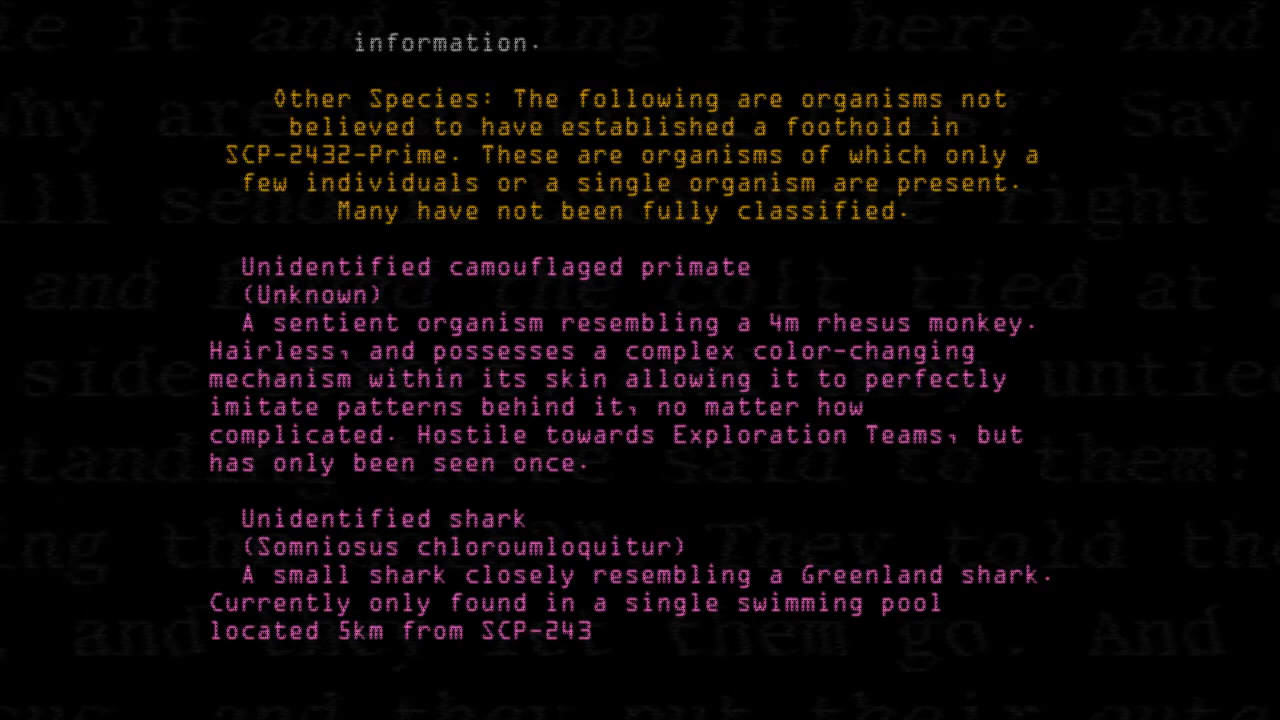 information.
Other Species: The following are organisms not
believed to have established a foothold in
SCP-2432-Prime. These are organisms of which only a
few individuals or a single organism are present.
Many have not been fully classified.
Unidentified camouflaged primate
(Unknown)
A sentient organism resembling a 4m rhesus monkey.
Hairless, and possesses a complex color-changing
mechanism within its skin allowing it to perfectly
imitate patterns behind it, no matter how
complicated. Hostile towards Exploration Teams, but
has only been seen once.
Unidentified shark
(Somniosus chloroumloquitur)
A small shark closely resembling a Greenland shark.
Currently only found in a single swimming pool
located 5km from SCP-243